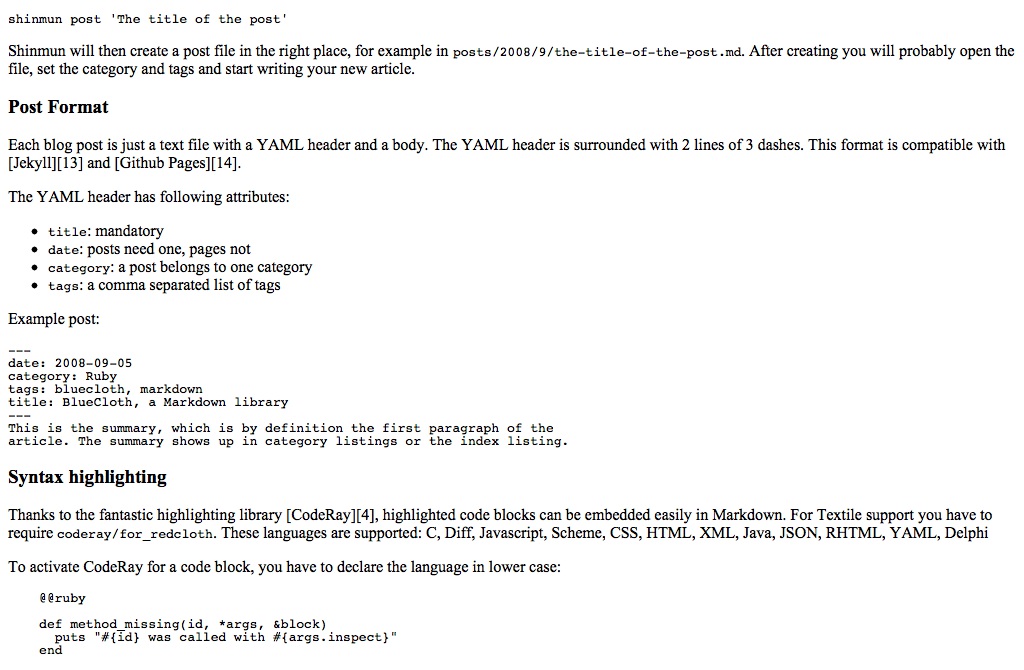 shinmun post 'The title of the post'
Shinmun will then create a post file in the right place, for example in posts/2008/9/the-title-of-the-post.md. After creating you will probably open the
file, set the category and tags and start writing your new article.
Post Format
Each blog post is just a text file with a YAML header and a body. The YAML header is surrounded with 2 lines of 3 dashes. This format is compatible with
[Jekyll][13] and [Github Pages][14].
The YAML header has following attributes:
• title: mandatory
• date: posts need one, pages not
• category: a post belongs to one category
• tags: a comma separated list of tags
Example post:
---
date: 2008-09-05
category: Ruby
tags: bluecloth, markdown
title: BlueCloth, a Markdown library
---
This is the summary, which is by definition the first paragraph of the
article. The summary shows up in category listings or the index listing.
Syntax highlighting
Thanks to the fantastic highlighting library [CodeRay][4], highlighted code blocks can be embedded easily in Markdown. For Textile support you have to
require coderay/for_redcloth. These languages are supported: C, Diff, Javascript, Scheme, CSS, HTML, XML, Java, JSON, RHTML, YAML, Delphi
To activate CodeRay for a code block, you have to declare the language in lower case:
@@ruby
def method_missing(id, *args, &block)
  puts "#{id} was called with #{args.inspect}"
end